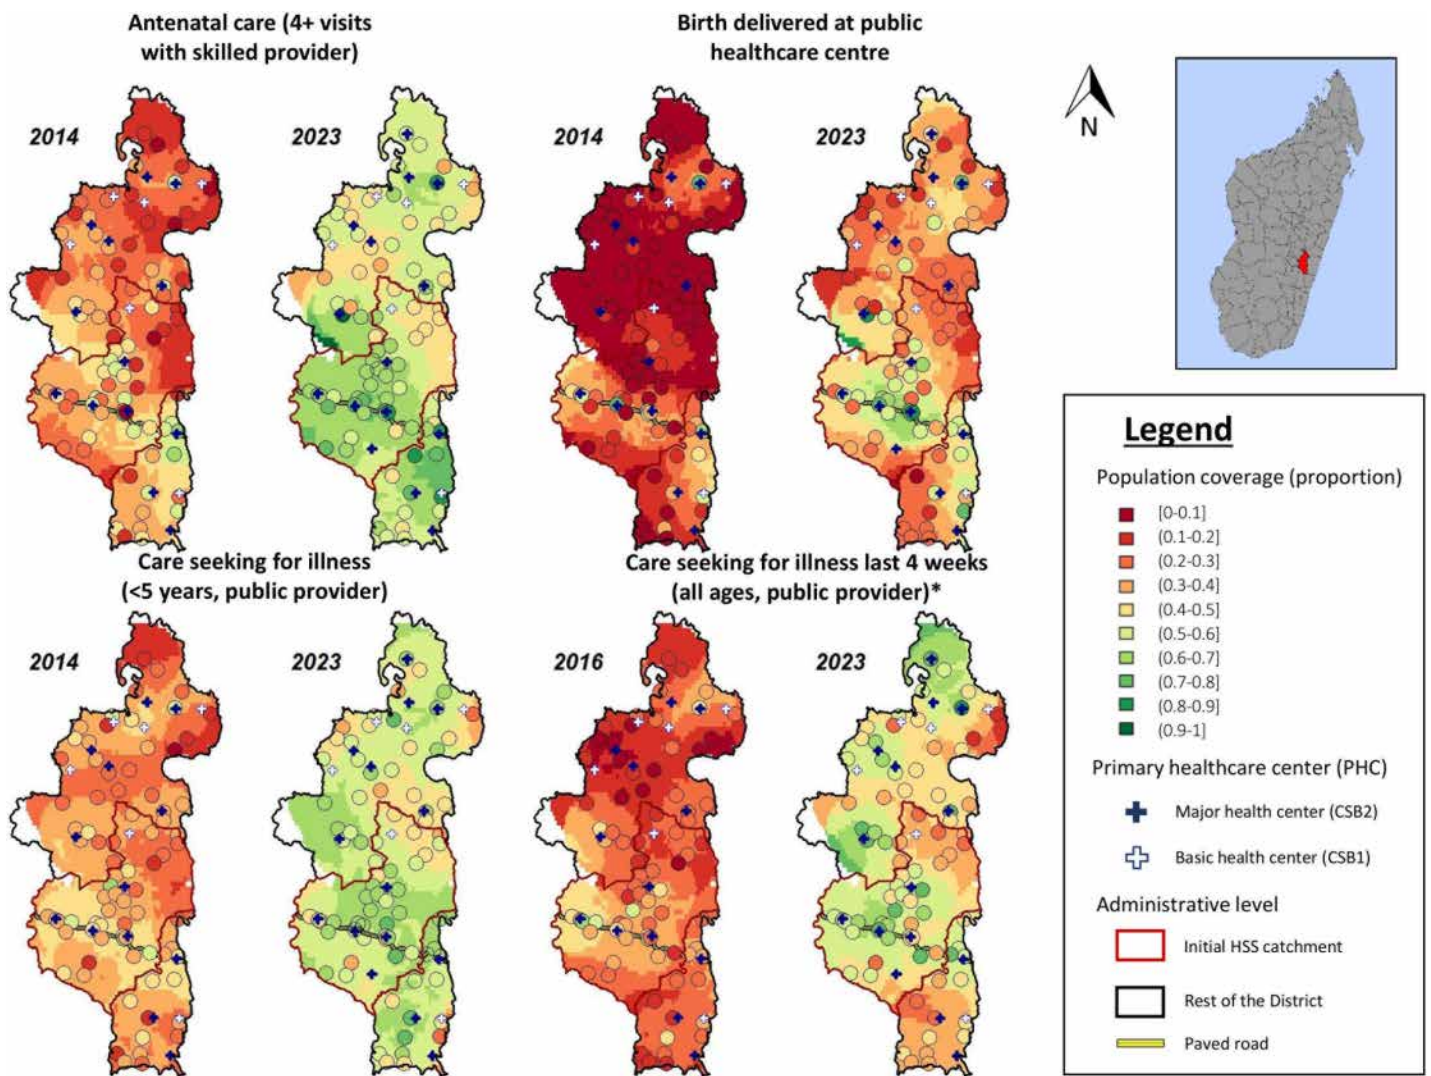 Antenatal care (4+ visits
with skilled provider)
Birth delivered at public
healthcare centre
2014
2023
2014
2023
N
Care seeking for illness
(<5 years, public provider)
Care seeking for illness last 4 weeks
(all ages, public provider)*
2014
2023
2016
2023
Legend
Population coverage (proportion)
[0-0.1]
(0.1-0.2]
(0.2-0.3]
(0.3-0.4]
(0.4-0.5]
(0.5-0.6]
(0.6-0.7]
(0.7-0.8]
(0.8-0.9]
(0.9-1]
Primary healthcare center (PHC)
Major health center (CSB2)
Basic health center (CSB1)
Administrative level
Initial HSS catchment
Rest of the District
Paved road